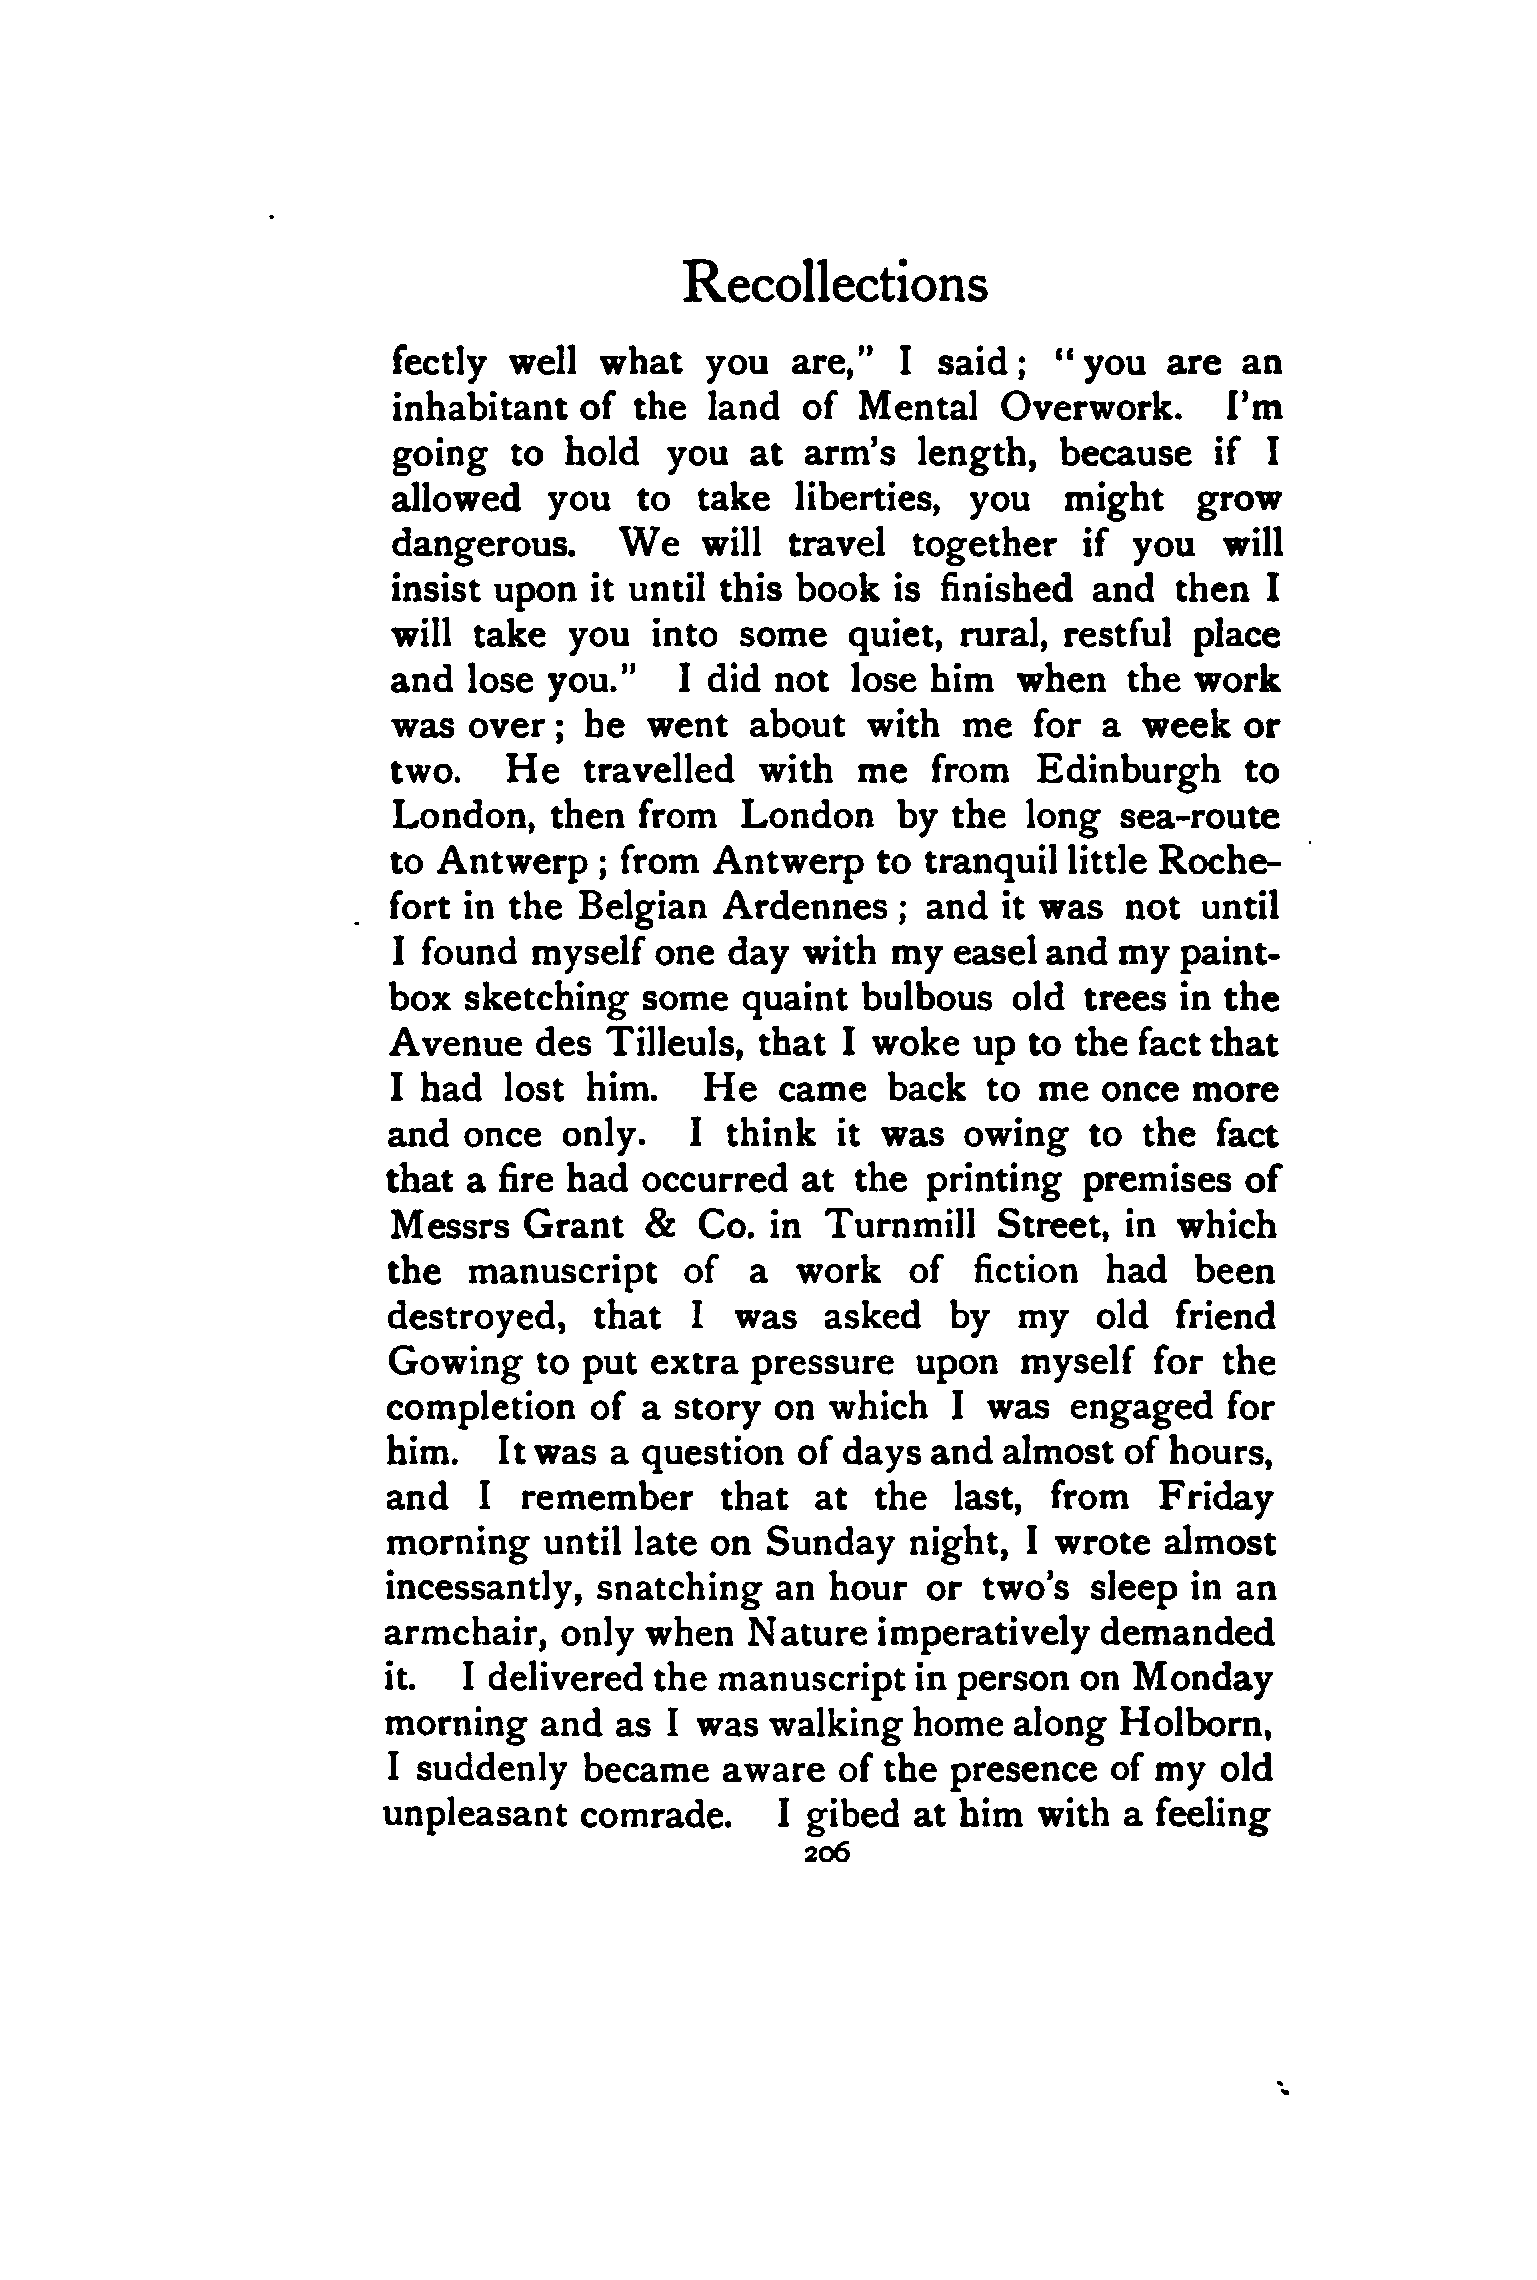 Recollections
fectly well what you are," I said; "you are an
inhabitant of the land of Mental Overwork. I'm
going to hold you at arm's length, because if I
allowed you to take liberties, you might grow
dangerous. We will travel together if you will
insist upon it until this book is finished and then I
will take you into some quiet, rural, restful place
and lose you." I did not lose him when the work
was over; he went about with me for a week or
two. He travelled with me from Edinburgh to
London, then from London by the long sea-route
to Antwerp; from Antwerp to tranquil little Roche-
fort in the Belgian Ardennes; and it was not until
I found myself one day with my easel and my paint-
box sketching some quaint bulbous old trees in the
Avenue des Tilleuls, that I woke up to the fact that
I had lost him. He came back to me once more
and once only. I think it was owing to the fact
that a fire had occurred at the printing premises of
Messrs Grant & Co. in Turnmill Street, in which
the manuscript of a work of fiction had been
destroyed, that I was asked by my old friend
Gowing to put extra pressure upon myself for the
completion of a story on which I was engaged for
him. It was a question of days and almost of hours,
and I remember that at the last, from Friday
morning until late on Sunday night, I wrote almost
incessantly, snatching an hour or two's sleep in an
armchair, only when Nature imperatively demanded
it. I delivered the manuscript in person on Monday
morning and as I was walking home along Holborn,
I suddenly became aware of the presence of my old
unpleasant comrade. I gibed at him with a feeling
206